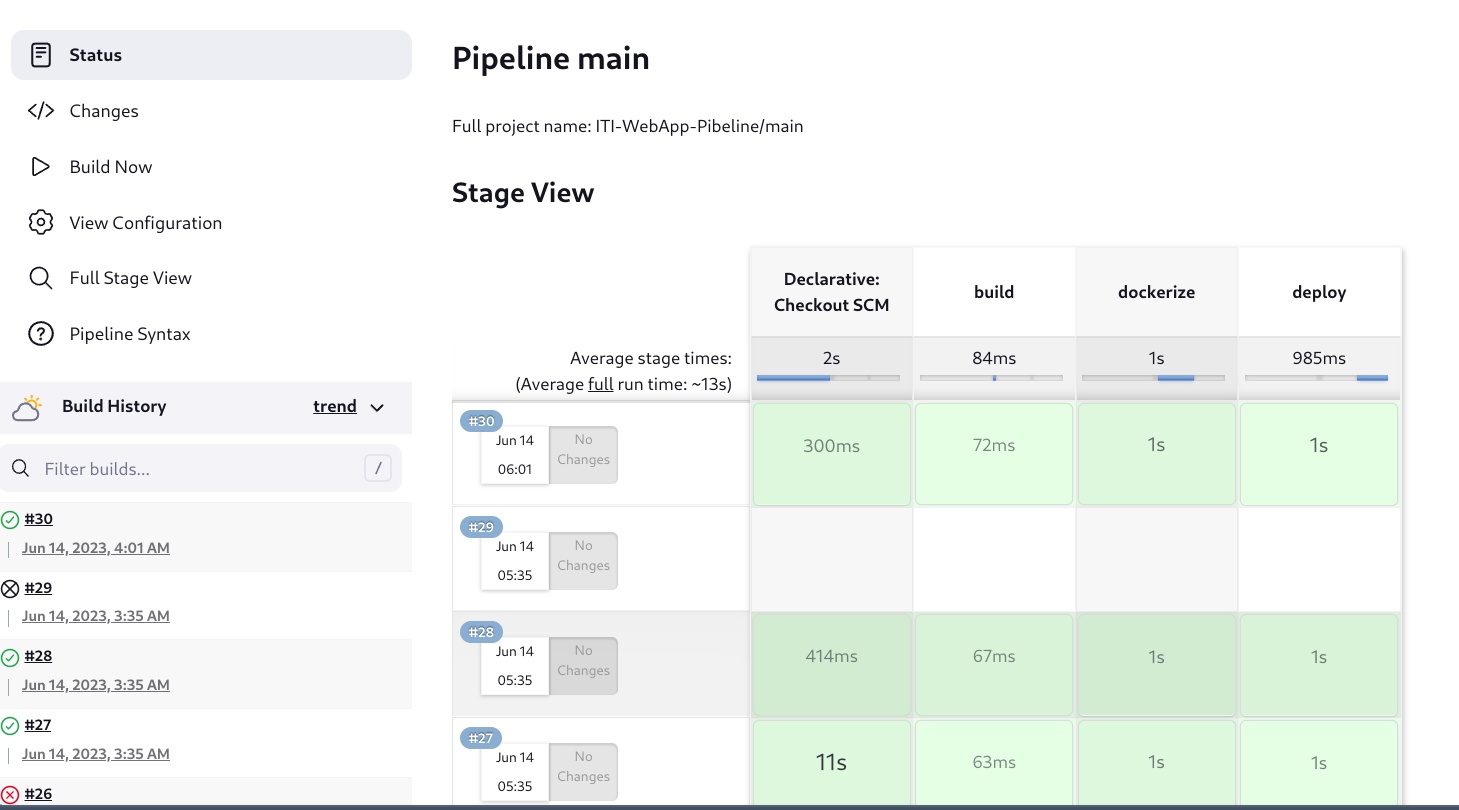 Status
Changes
Build Now
View Configuration
Full Stage View
Pipeline Syntax
Build History
trend
Filter builds...
/
#30
Jun 14, 2023, 4:01 AM
#29
Jun 14, 2023, 3:35 AM
#28
Jun 14, 2023, 3:35 AM
#27
Jun 14, 2023, 3:35 AM
#26
Pipeline main
Full project name: ITI-WebApp-Pibeline/main
Stage View
Declarative:
Checkout SCM
build
dockerize
deploy
Average stage times:
(Average full run time: ~13s)
2s
84ms
1s
985ms
#30
Jun 14
06:01
No
Changes
300ms
72ms
1s
1s
#29
Jun 14
05:35
No
Changes
#28
Jun 14
05:35
No
Changes
414ms
67ms
1s
1s
#27
Jun 14
05:35
No
Changes
11s
63ms
1s
1s